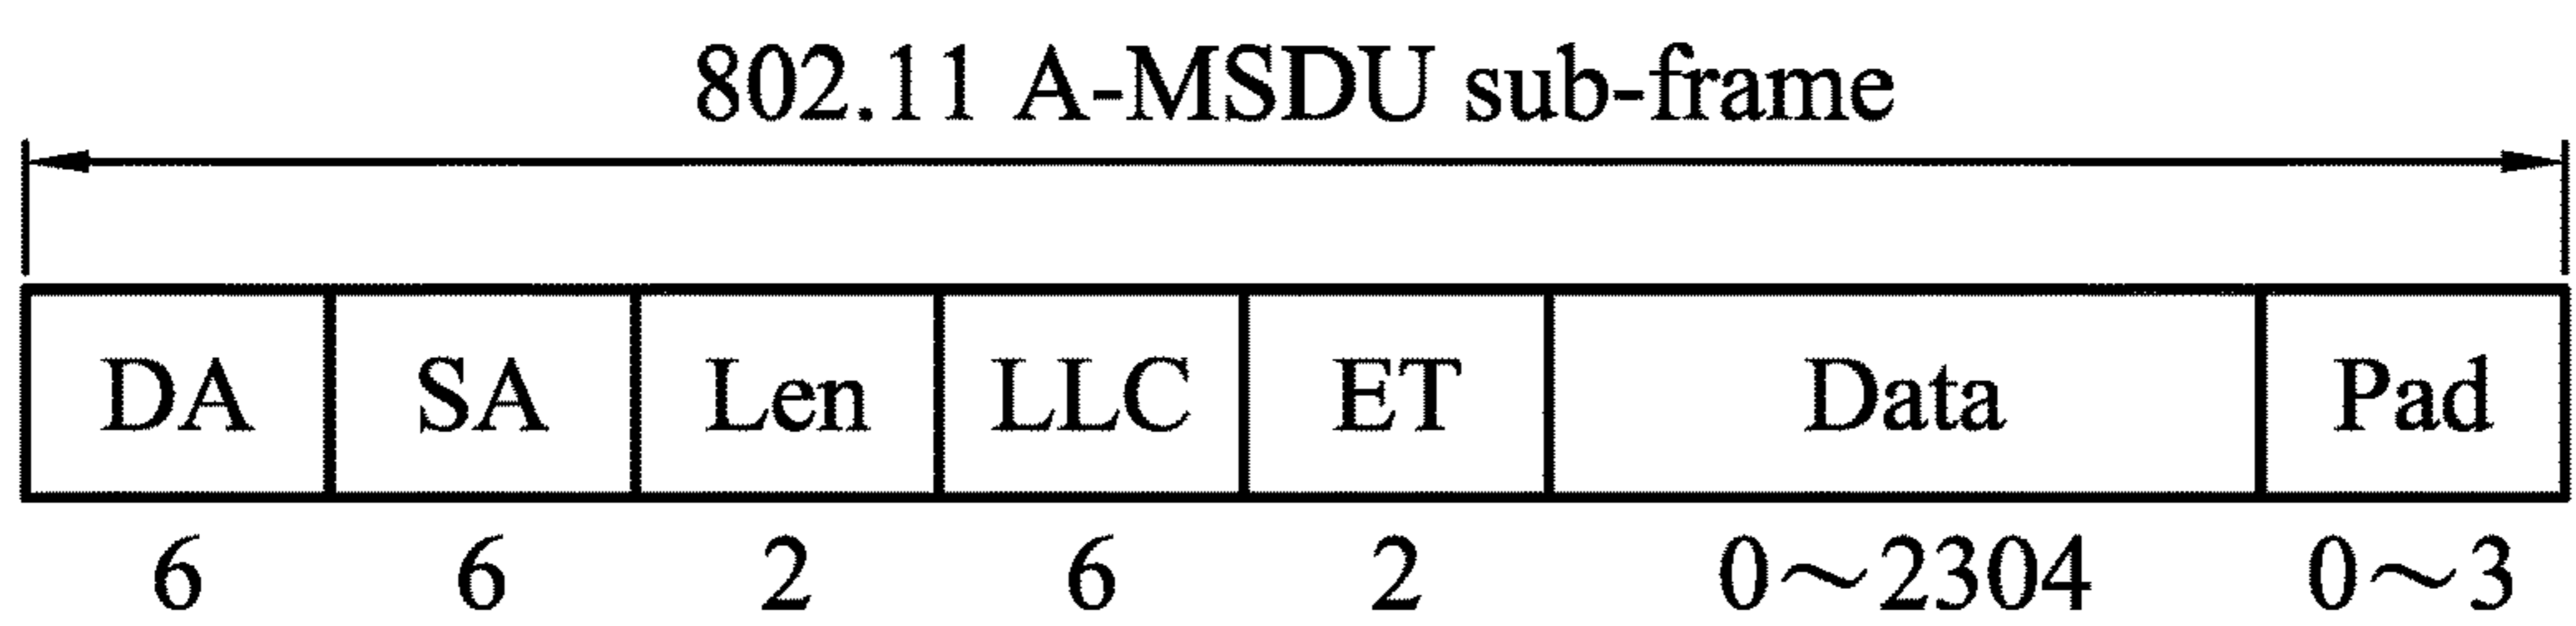 802.11 A-MSDU sub-frame
DA SA Len LLC ET Data Pad
6 6 2 6 2 0～2304 0～3